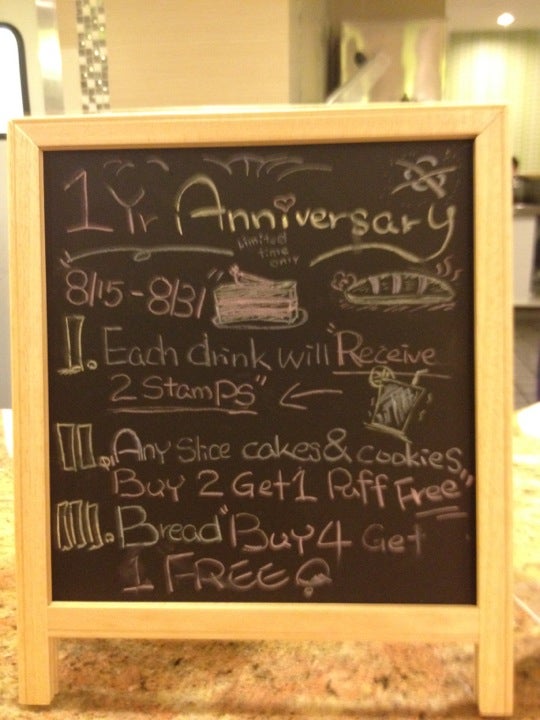 1 Yr Anniversary
Limited
time
only
"8/15 - 8/31"
I. Each drink will "Receive
2 Stamps"
II. "Any Slice cakes & cookies"
Buy 2 Get 1 Puff Free
III. Bread "Buy 4 Get
1 FREE